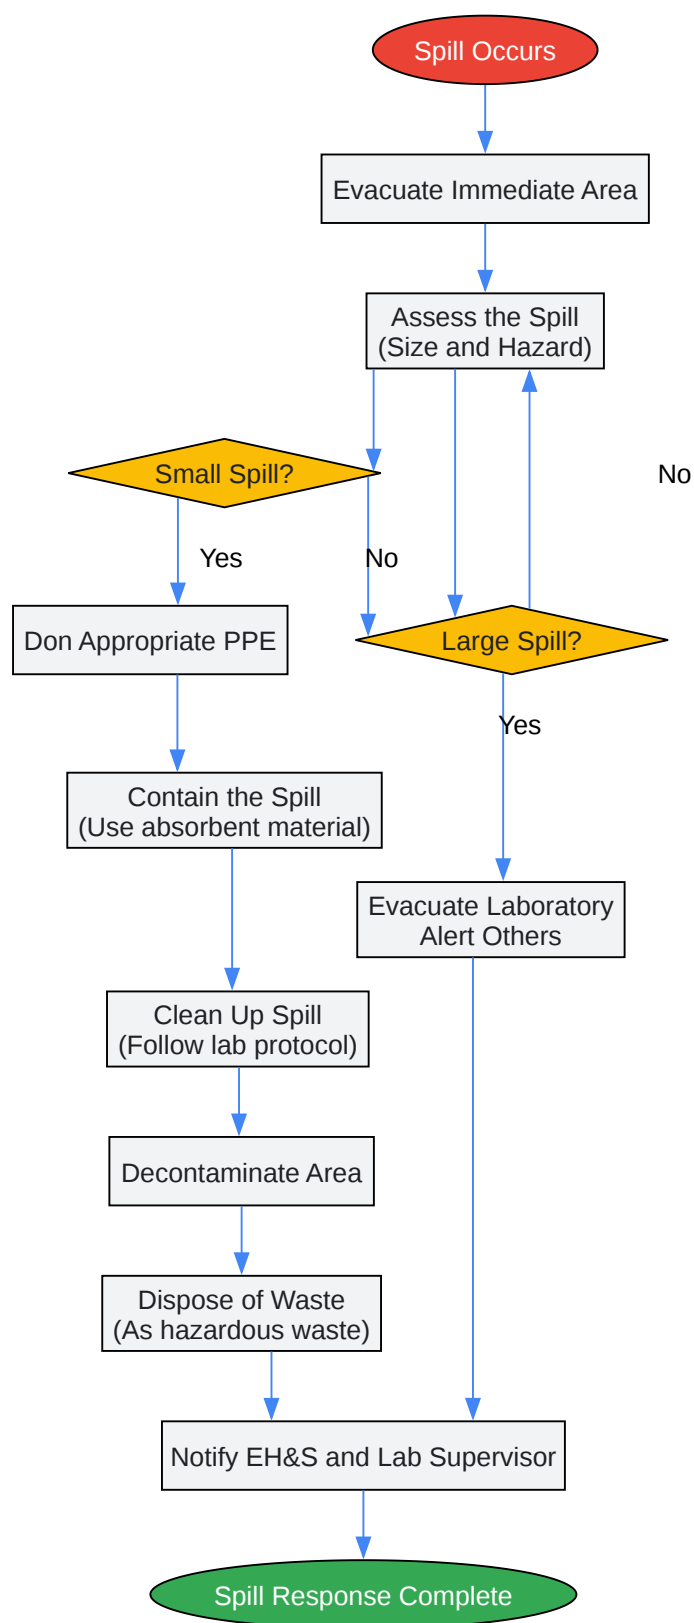 Spill Occurs
Evacuate Immediate Area
Assess the Spill
(Size and Hazard)
Small Spill?
No
Yes
No
Don Appropriate PPE
Large Spill?
Yes
Contain the Spill
(Use absorbent material)
Evacuate Laboratory
Alert Others
Clean Up Spill
(Follow lab protocol)
Decontaminate Area
Dispose of Waste
(As hazardous waste)
Notify EH&S and Lab Supervisor
Spill Response Complete